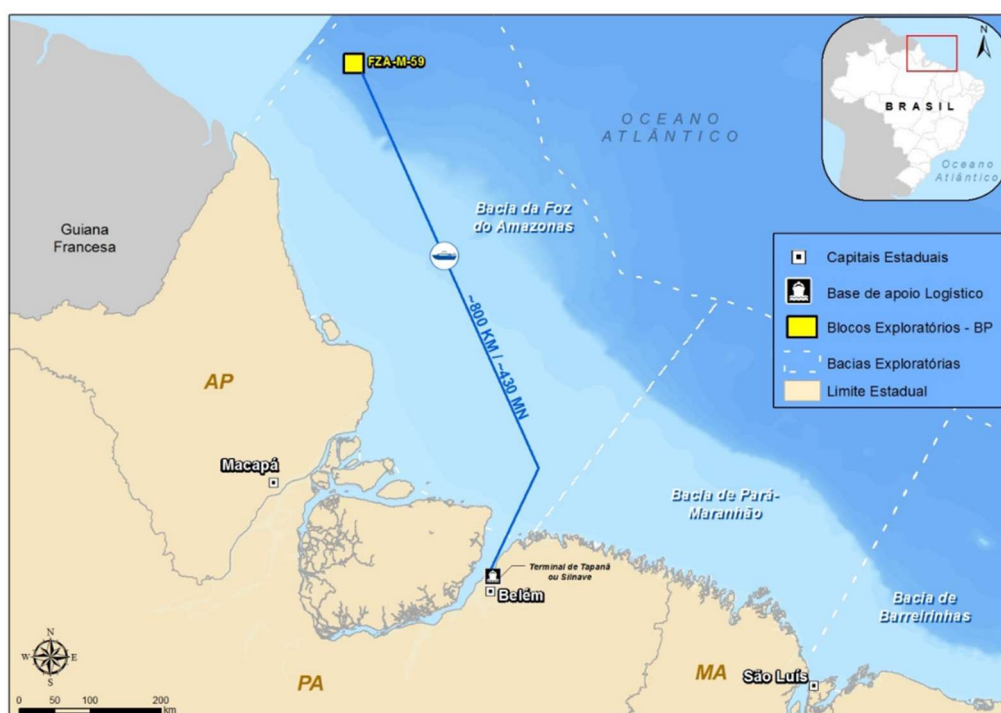 FZA-M-59
OCEANO
ATLÂNTICO
N
BRASIL
Oceano
Atlântico
Guiana
Francesa
Bacia da Foz
do Amazonas
Capitais Estaduais
Base de apoio Logístico
Blocos Exploratórios - BP
Bacias Exploratórias
Limite Estadual
~800 KM / ~430 MN
AP
Macapá
Bacia de Pará-
Maranhão
Terminal de Tapanã
ou Silnave
Belém
Bacia de
Barreirinhas
N
W
E
S
PA
MA
São Luís
0 50 100 200
km